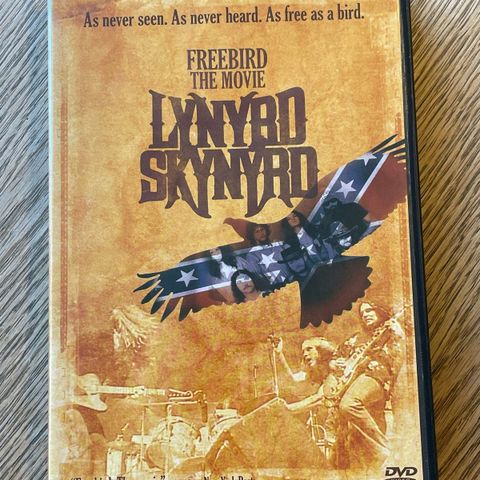 As never seen. As never heard. As free as a bird.
FREEBIRD
THE MOVIE
LYNYRD
SKYNYRD
DVD